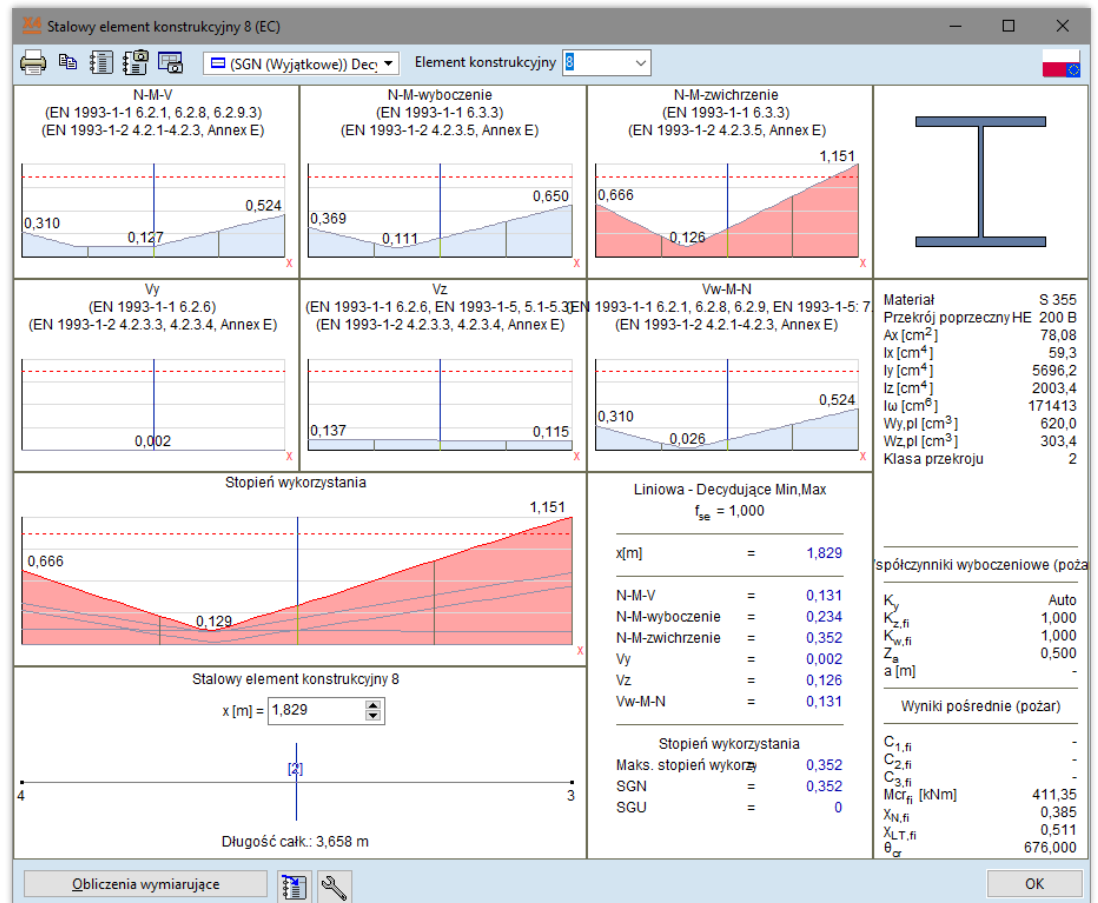 Stalowy element konstrukcyjny 8 (EC)
(SGN (Wyjątkowe)) Decy
Element konstrukcyjny 8
N-M-V
(EN 1993-1-1 6.2.1, 6.2.8, 6.2.9.3)
(EN 1993-1-2 4.2.1-4.2.3, Annex E)
0,310
0,127
0,524
x
N-M-wyboczenie
(EN 1993-1-1 6.3.3)
(EN 1993-1-2 4.2.3.5, Annex E)
0,369
0,111
0,650
x
N-M-zwichrzenie
(EN 1993-1-1 6.3.3)
(EN 1993-1-2 4.2.3.5, Annex E)
1,151
0,666
0,126
x
Vy
(EN 1993-1-1 6.2.6)
(EN 1993-1-2 4.2.3.3, 4.2.3.4, Annex E)
0,002
x
Vz
(EN 1993-1-1 6.2.6, EN 1993-1-5, 5.1-5.3)
(EN 1993-1-2 4.2.3.3, 4.2.3.4, Annex E)
0,137
0,115
x
Vw-M-N
EN 1993-1-1 6.2.1, 6.2.8, 6.2.9, EN 1993-1-5: 7.
(EN 1993-1-2 4.2.1-4.2.3, Annex E)
0,310
0,026
0,524
x
Materiał S 355
Przekrój poprzeczny HE 200 B
Ax [cm2] 78,08
Ix [cm4] 59,3
Iy [cm4] 5696,2
Iz [cm4] 2003,4
Iω [cm6] 171413
Wy,pl [cm3] 620,0
Wz,pl [cm3] 303,4
Klasa przekroju 2
Stopień wykorzystania
1,151
0,666
0,129
x
Stalowy element konstrukcyjny 8
x [m] = 1,829
[2]
4
3
Długość całk.: 3,658 m
Liniowa - Decydujące Min,Max
fse = 1,000
x[m] = 1,829
N-M-V = 0,131
N-M-wyboczenie = 0,234
N-M-zwichrzenie = 0,352
Vy = 0,002
Vz = 0,126
Vw-M-N = 0,131
Stopień wykorzystania
Maks. stopień wykorzy = 0,352
SGN = 0,352
SGU = 0
spółczynniki wyboczeniowe (poża
Ky Auto
Kz,fi 1,000
Kw,fi 1,000
Za 0,500
a [m] -
Wyniki pośrednie (pożar)
C1,fi -
C2,fi -
C3,fi -
Mcrfi [kNm] 411,35
χN,fi 0,385
χLT,fi 0,511
θcr 676,000
Obliczenia wymiarujące
OK